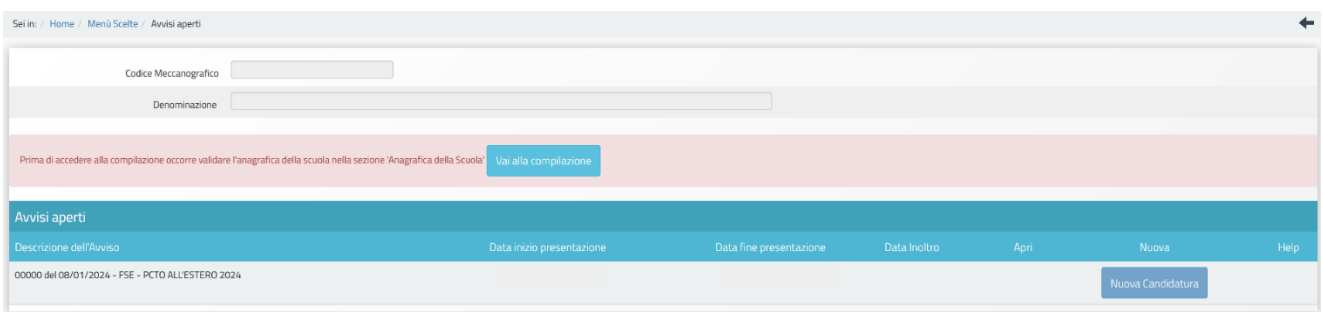 Sei in: / Home / Menù Scelte / Avvisi aperti
Codice Meccanografico
Denominazione
Prima di accedere alla compilazione occorre validare l'anagrafica della scuola nella sezione 'Anagrafica della Scuola' Vai alla compilazione
Avvisi aperti
Descrizione dell'Avviso Data inizio presentazione Data fine presentazione Data Inoltro Apri Nuova Help
00000 del 08/01/2024 - FSE - PCTO ALL'ESTERO 2024 Nuova Candidatura